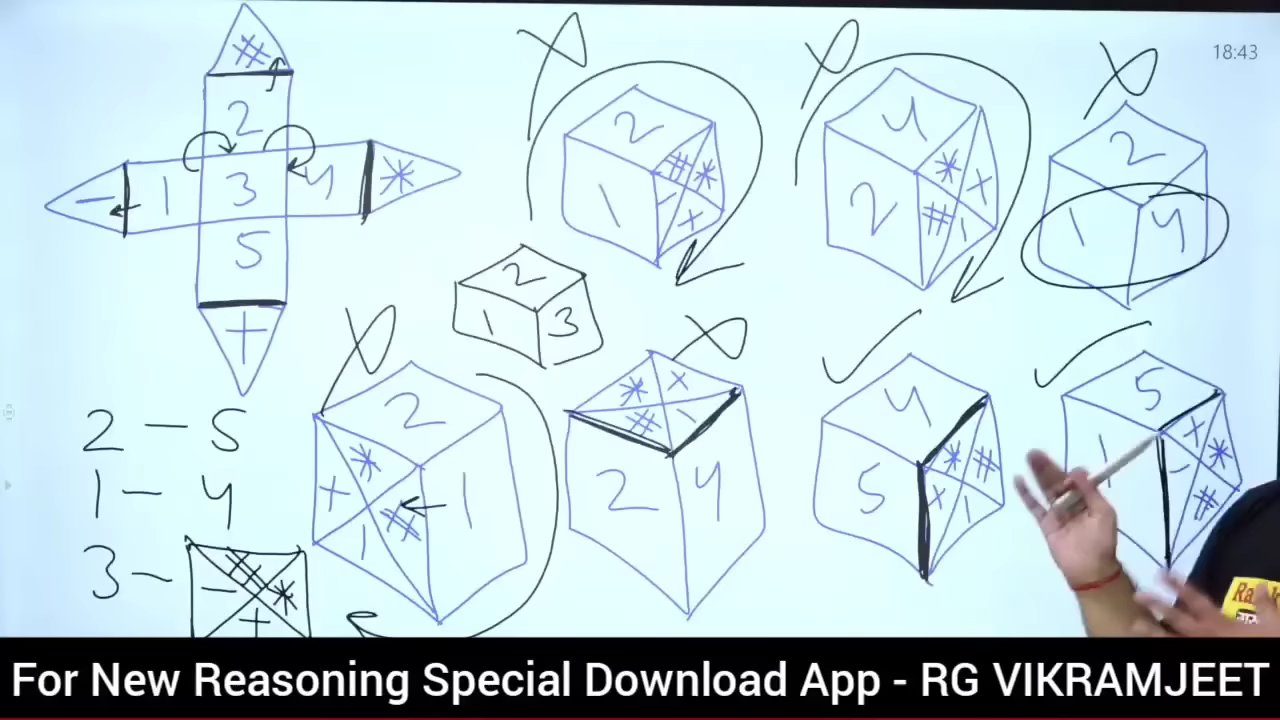 18:43
#
2
- 1 3 4 *
5
+
2
1
# * - +
4
2
* + # -
2
1 4
2
1 3
2
* + # -
1
* + # -
2 4
4
5
* # + -
5
1
+ * - #
2 - 5
1 - 4
3 -
# - * +
For New Reasoning Special Download App - RG VIKRAMJEET